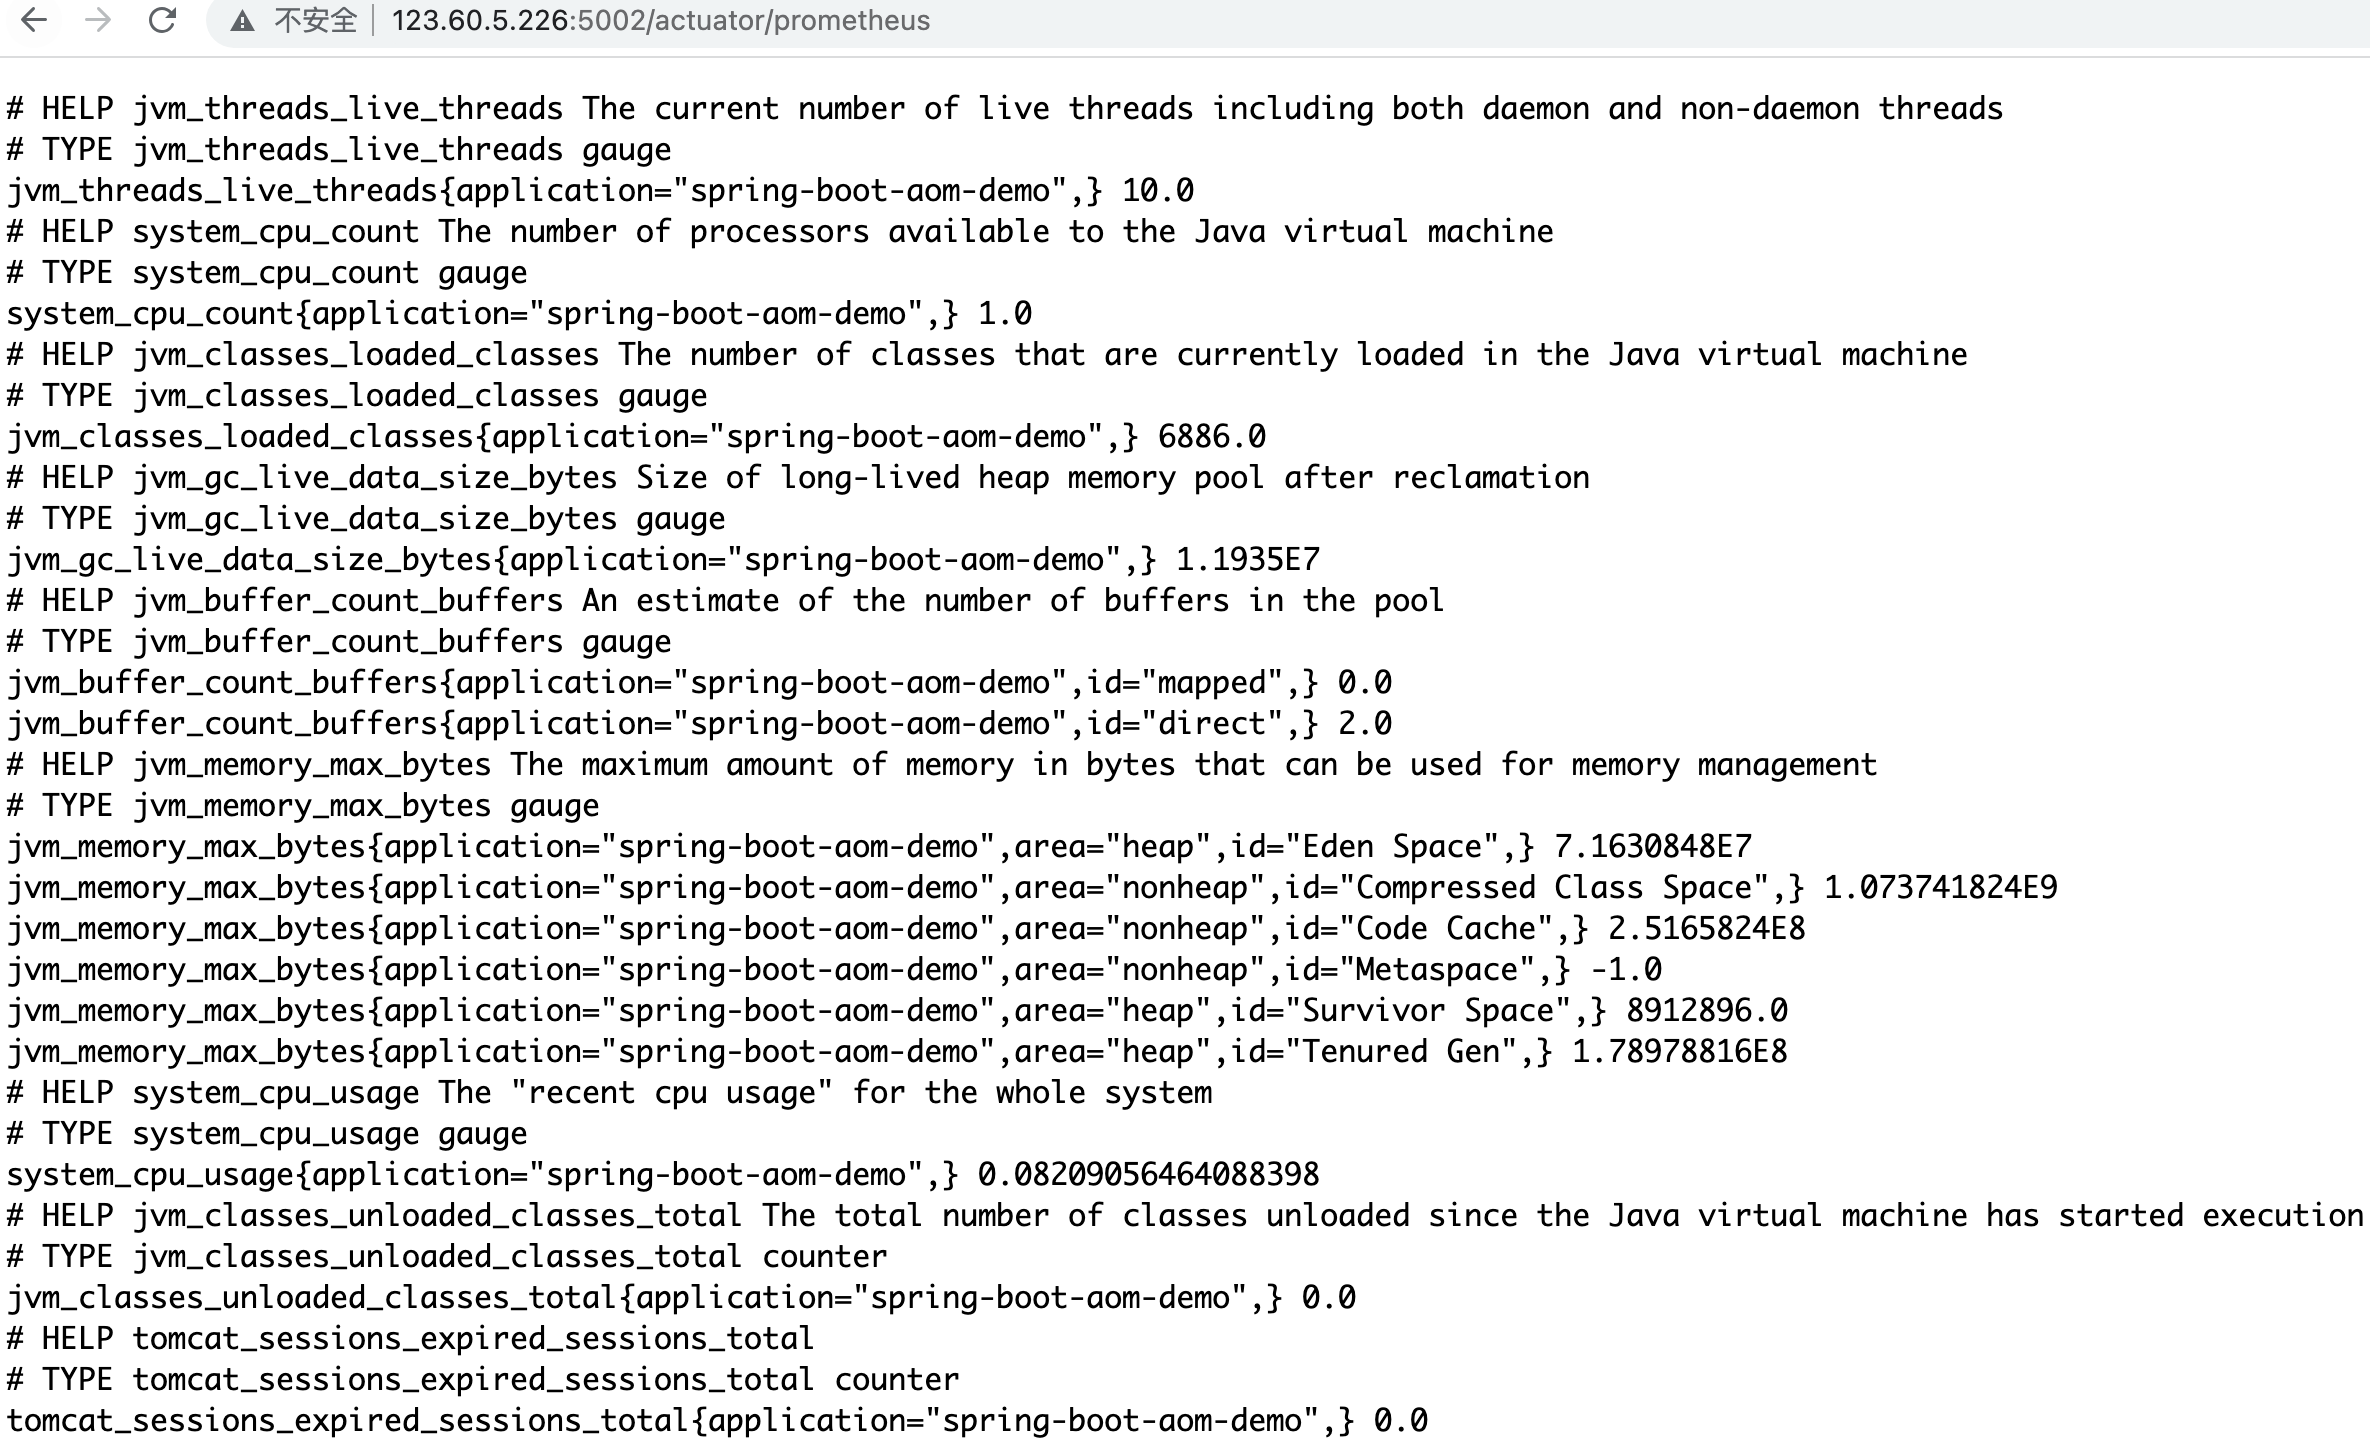 不安全 | 123.60.5.226:5002/actuator/prometheus
# HELP jvm_threads_live_threads The current number of live threads including both daemon and non-daemon threads
# TYPE jvm_threads_live_threads gauge
jvm_threads_live_threads{application="spring-boot-aom-demo",} 10.0
# HELP system_cpu_count The number of processors available to the Java virtual machine
# TYPE system_cpu_count gauge
system_cpu_count{application="spring-boot-aom-demo",} 1.0
# HELP jvm_classes_loaded_classes The number of classes that are currently loaded in the Java virtual machine
# TYPE jvm_classes_loaded_classes gauge
jvm_classes_loaded_classes{application="spring-boot-aom-demo",} 6886.0
# HELP jvm_gc_live_data_size_bytes Size of long-lived heap memory pool after reclamation
# TYPE jvm_gc_live_data_size_bytes gauge
jvm_gc_live_data_size_bytes{application="spring-boot-aom-demo",} 1.1935E7
# HELP jvm_buffer_count_buffers An estimate of the number of buffers in the pool
# TYPE jvm_buffer_count_buffers gauge
jvm_buffer_count_buffers{application="spring-boot-aom-demo",id="mapped",} 0.0
jvm_buffer_count_buffers{application="spring-boot-aom-demo",id="direct",} 2.0
# HELP jvm_memory_max_bytes The maximum amount of memory in bytes that can be used for memory management
# TYPE jvm_memory_max_bytes gauge
jvm_memory_max_bytes{application="spring-boot-aom-demo",area="heap",id="Eden Space",} 7.1630848E7
jvm_memory_max_bytes{application="spring-boot-aom-demo",area="nonheap",id="Compressed Class Space",} 1.073741824E9
jvm_memory_max_bytes{application="spring-boot-aom-demo",area="nonheap",id="Code Cache",} 2.5165824E8
jvm_memory_max_bytes{application="spring-boot-aom-demo",area="nonheap",id="Metaspace",} -1.0
jvm_memory_max_bytes{application="spring-boot-aom-demo",area="heap",id="Survivor Space",} 8912896.0
jvm_memory_max_bytes{application="spring-boot-aom-demo",area="heap",id="Tenured Gen",} 1.78978816E8
# HELP system_cpu_usage The "recent cpu usage" for the whole system
# TYPE system_cpu_usage gauge
system_cpu_usage{application="spring-boot-aom-demo",} 0.08209056464088398
# HELP jvm_classes_unloaded_classes_total The total number of classes unloaded since the Java virtual machine has started execution
# TYPE jvm_classes_unloaded_classes_total counter
jvm_classes_unloaded_classes_total{application="spring-boot-aom-demo",} 0.0
# HELP tomcat_sessions_expired_sessions_total
# TYPE tomcat_sessions_expired_sessions_total counter
tomcat_sessions_expired_sessions_total{application="spring-boot-aom-demo",} 0.0